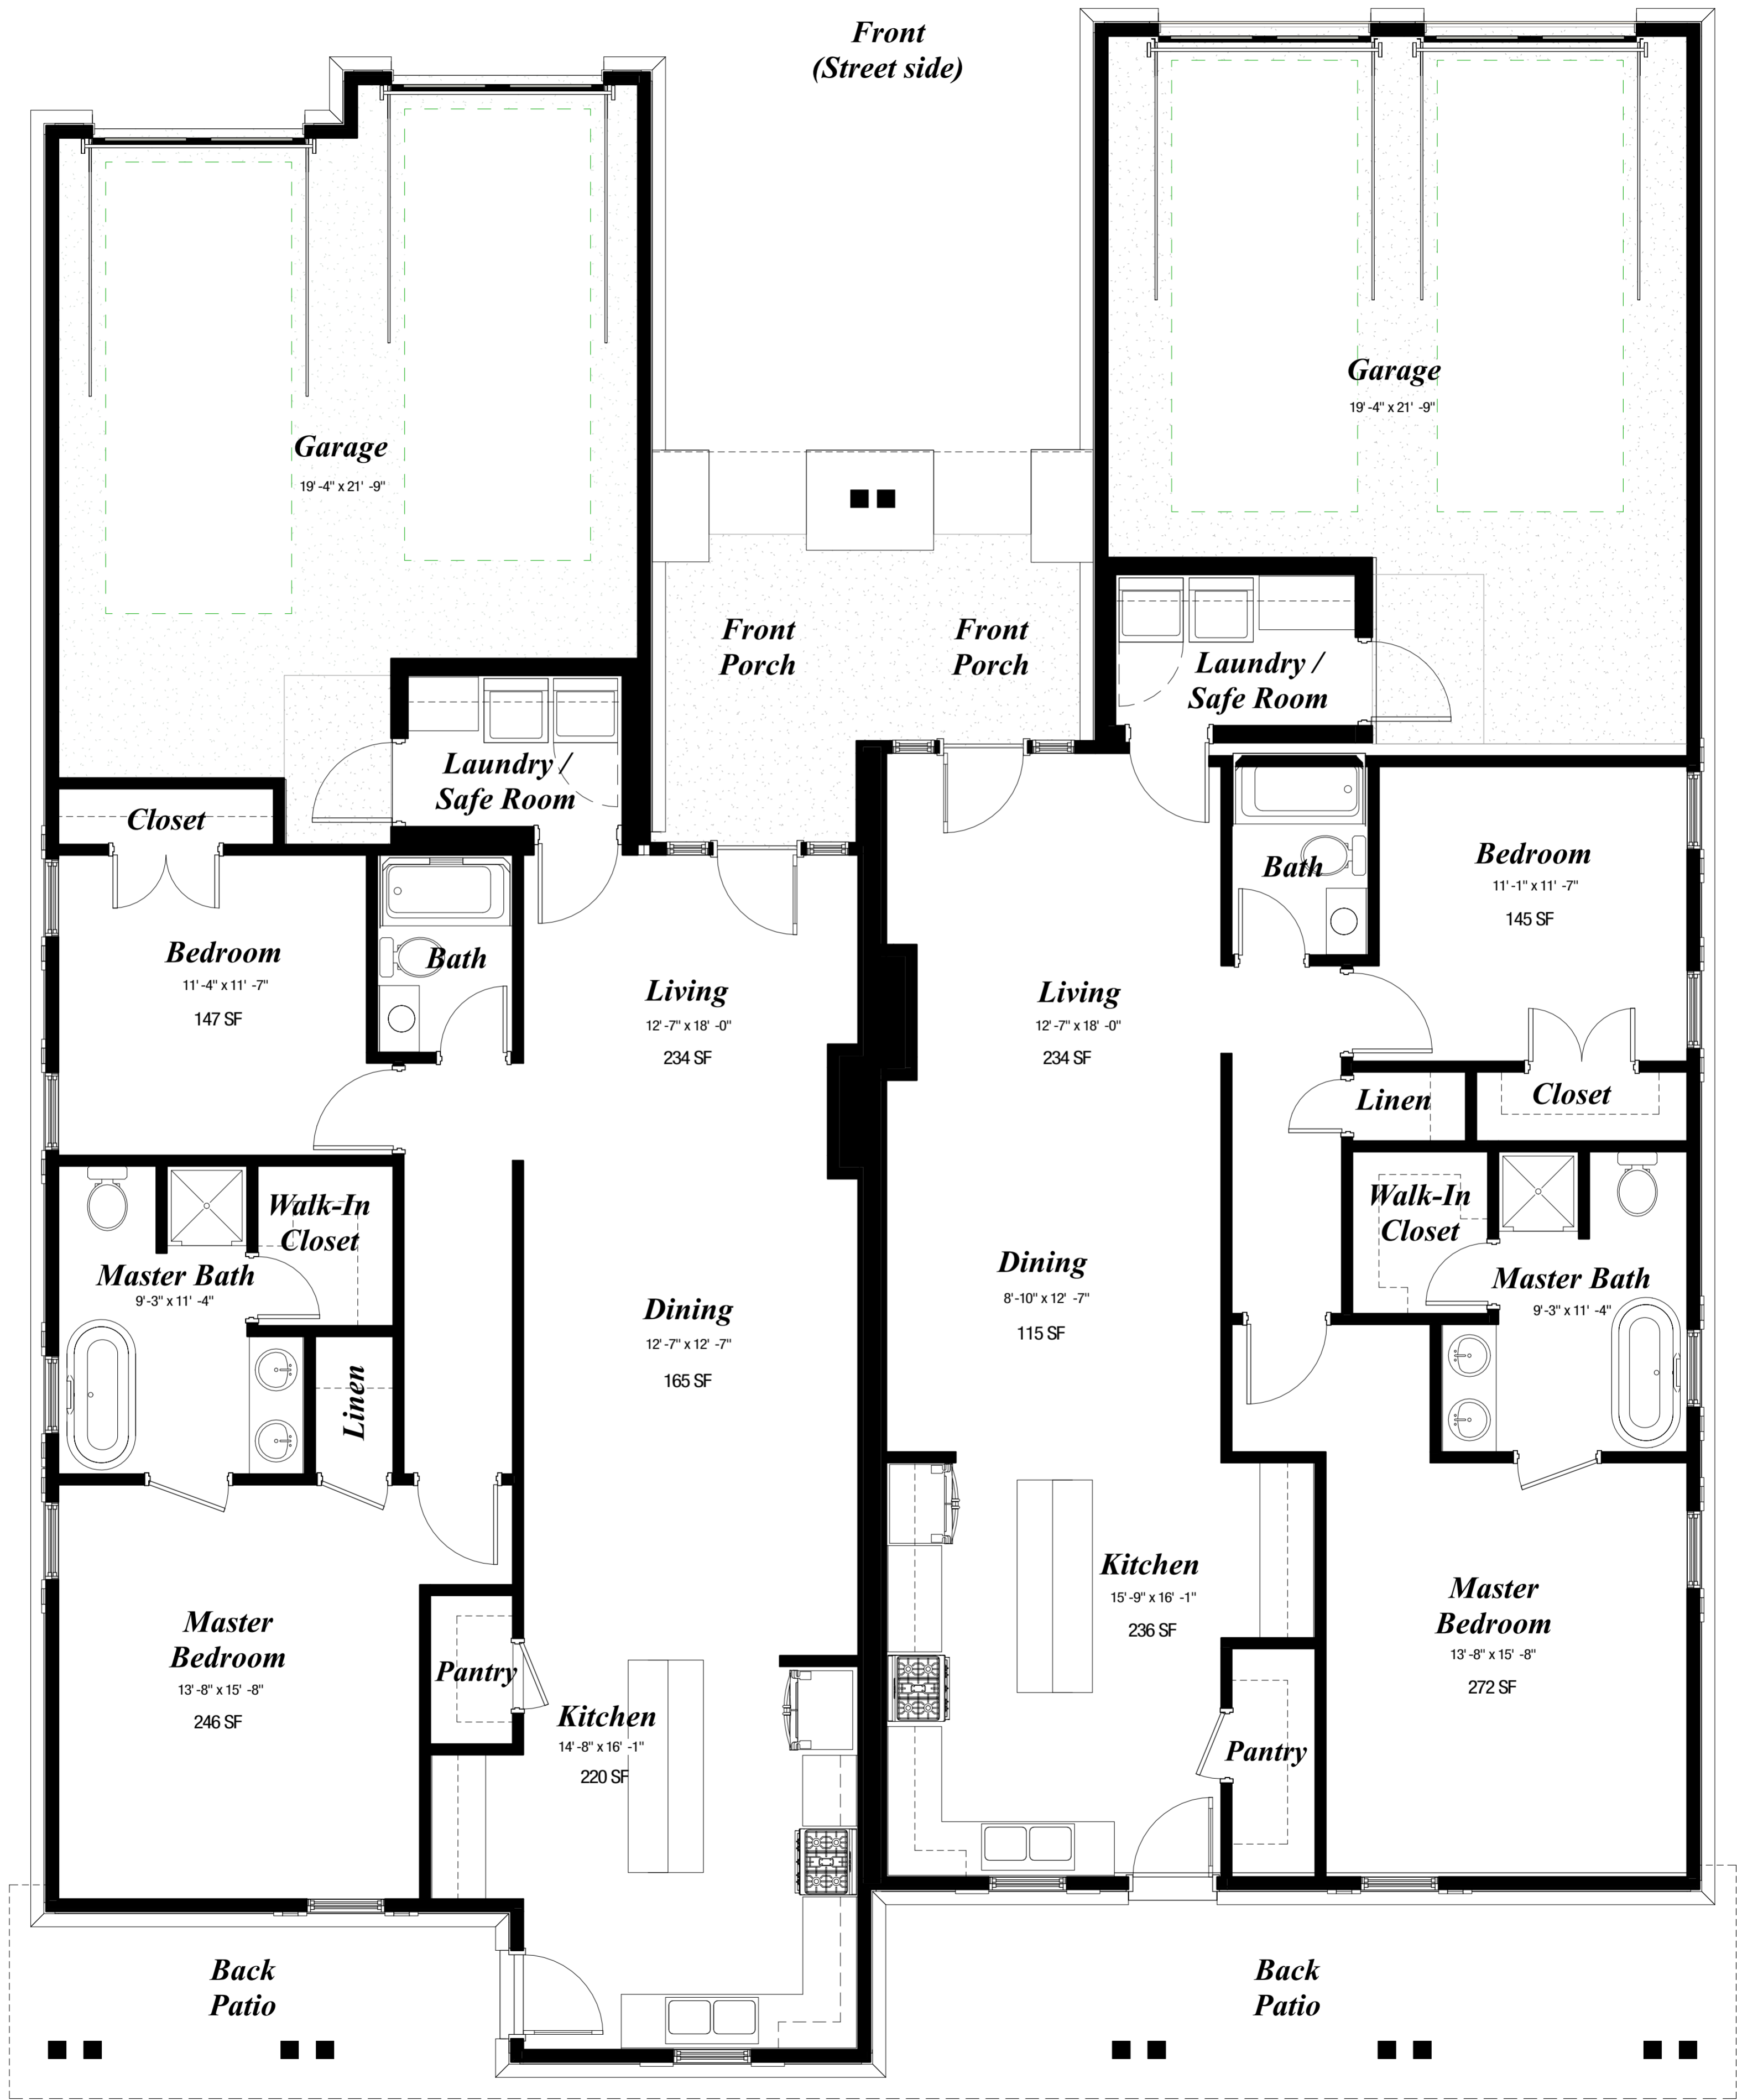 Front
(Street side)
Garage
19'-4" x 21' -9"
Garage
19'-4" x 21' -9"
Front
Porch
Front
Porch
Laundry /
Safe Room
Laundry /
Safe Room
Closet
Bath
Bedroom
11'-1" x 11' -7"
145 SF
Bedroom
11'-4" x 11' -7"
147 SF
Bath
Living
12'-7" x 18' -0"
234 SF
Living
12'-7" x 18' -0"
234 SF
Linen
Closet
Walk-In
Closet
Master Bath
9'-3" x 11' -4"
Dining
12'-7" x 12' -7"
165 SF
Dining
8'-10" x 12' -7"
115 SF
Walk-In
Closet
Master Bath
9'-3" x 11' -4"
Linen
Master
Bedroom
13'-8" x 15' -8"
246 SF
Pantry
Kitchen
14'-8" x 16' -1"
220 SF
Kitchen
15'-9" x 16' -1"
236 SF
Pantry
Master
Bedroom
13'-8" x 15' -8"
272 SF
Back
Patio
Back
Patio